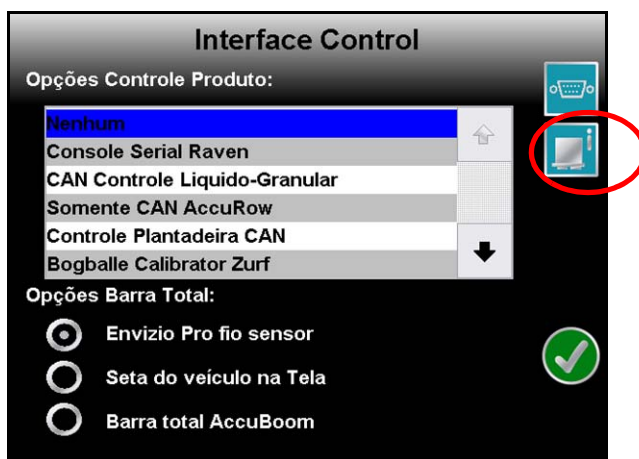 Interface Control
Opções Controle Produto:
Nenhum
Console Serial Raven
CAN Controle Liquido-Granular
Somente CAN AccuRow
Controle Plantadeira CAN
Bogballe Calibrator Zurf
Opções Barra Total:
Envizio Pro fio sensor
Seta do veículo na Tela
Barra total AccuBoom